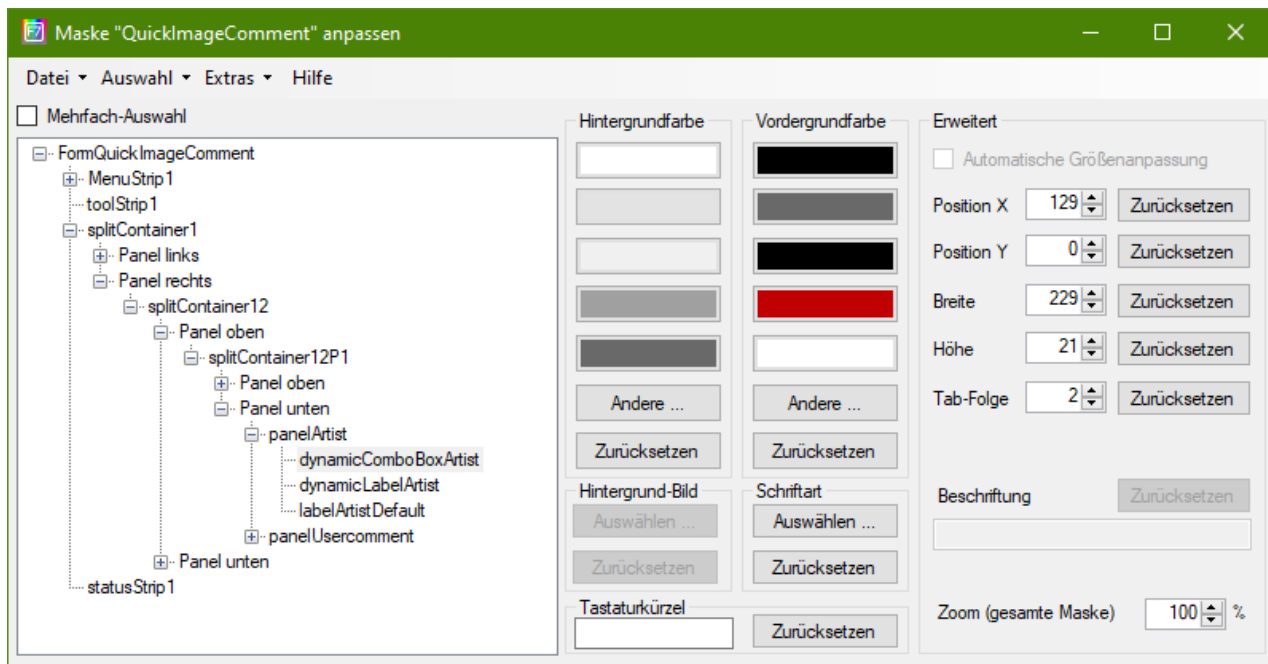 Maske "QuickImageComment" anpassen
Datei Auswahl Extras Hilfe
Mehrfach-Auswahl
FormQuickImageComment
MenuStrip1
toolStrip1
splitContainer1
Panel links
Panel rechts
splitContainer12
Panel oben
splitContainer12P1
Panel oben
Panel unten
panelArtist
dynamicComboBoxArtist
dynamicLabelArtist
labelArtistDefault
panelUsercomment
Panel unten
statusStrip1
Hintergrundfarbe
Andere ...
Zurücksetzen
Vordergrundfarbe
Andere ...
Zurücksetzen
Hintergrund-Bild
Auswählen ...
Zurücksetzen
Schriftart
Auswählen ...
Zurücksetzen
Tastaturkürzel
Zurücksetzen
Erweitert
Automatische Größenanpassung
Position X 129 Zurücksetzen
Position Y 0 Zurücksetzen
Breite 229 Zurücksetzen
Höhe 21 Zurücksetzen
Tab-Folge 2 Zurücksetzen
Beschriftung Zurücksetzen
Zoom (gesamte Maske) 100 %